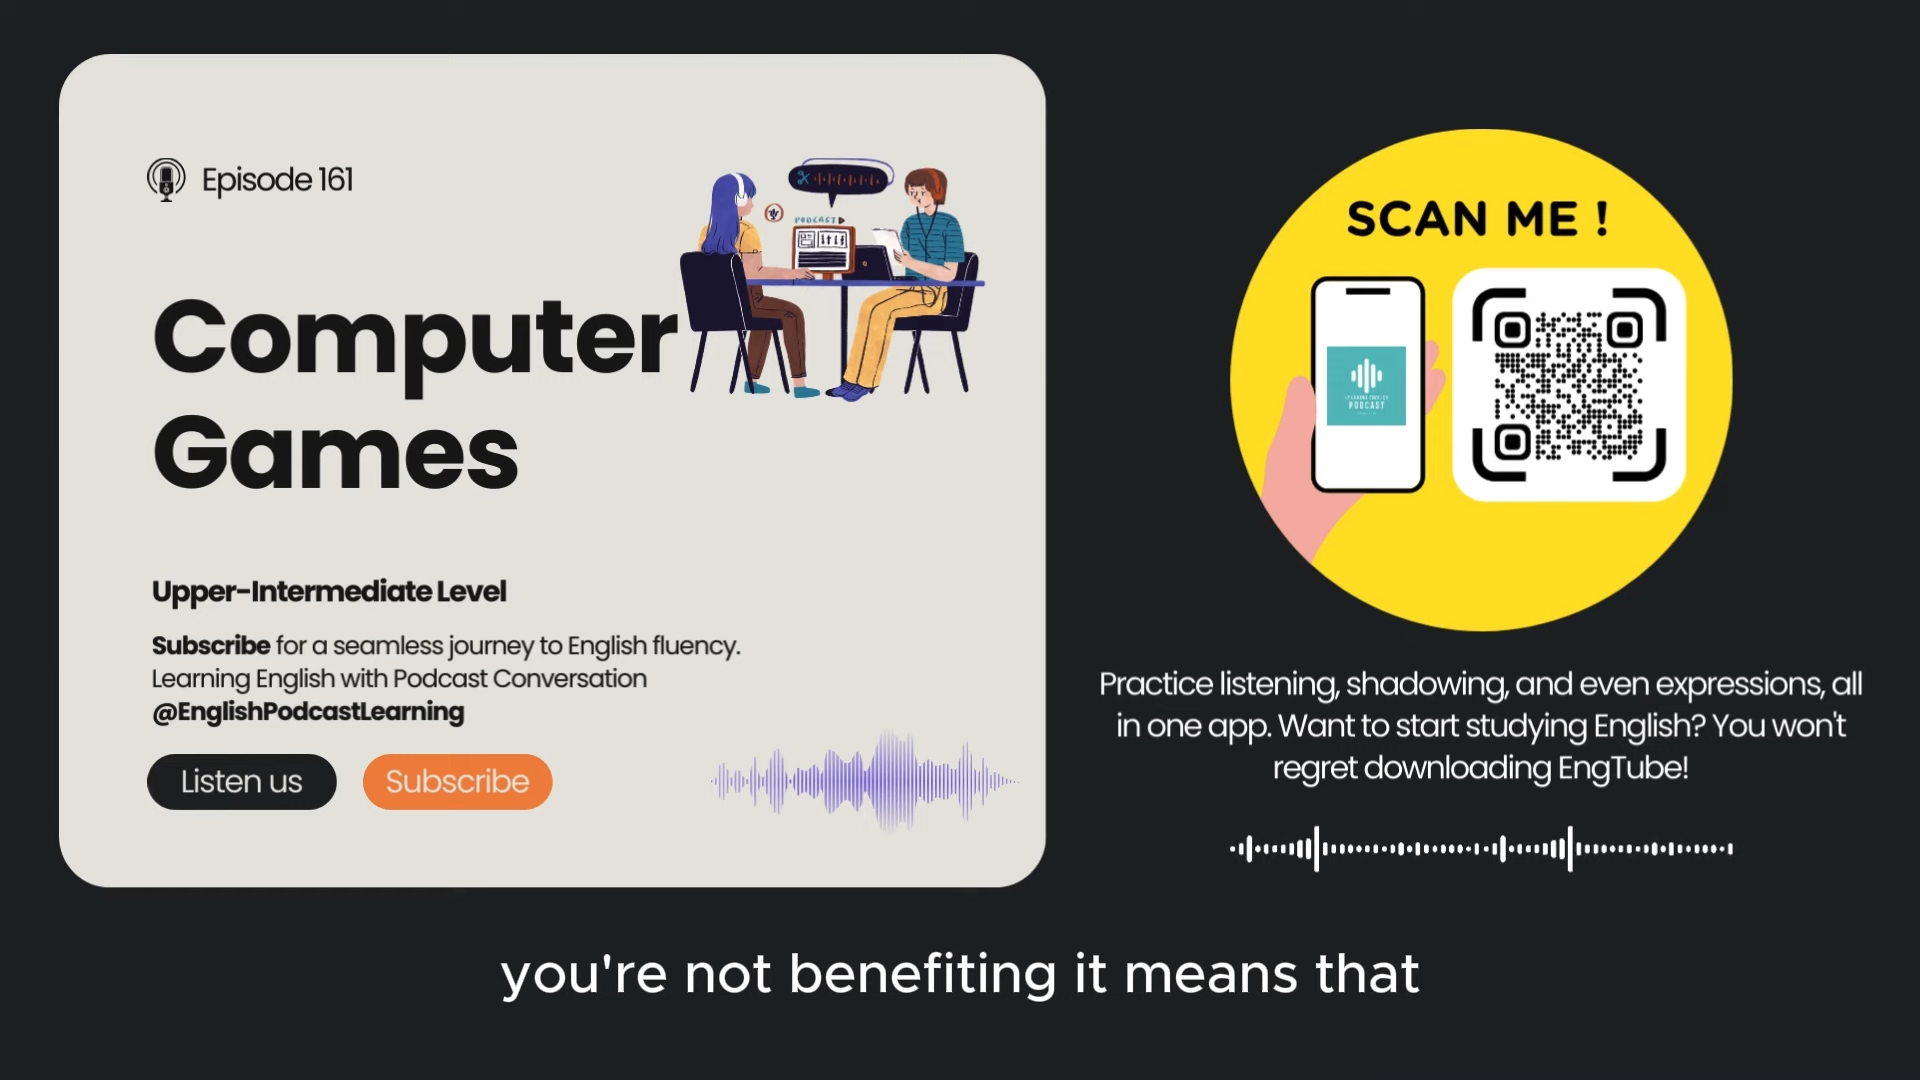 Episode 161
PODCAST
Computer
Games
Upper-Intermediate Level
Subscribe for a seamless journey to English fluency.
Learning English with Podcast Conversation
@EnglishPodcastLearning
Listen us
Subscribe
SCAN ME !
PODCAST
Practice listening, shadowing, and even expressions, all
in one app. Want to start studying English? You won't
regret downloading EngTube!
you're not benefiting it means that